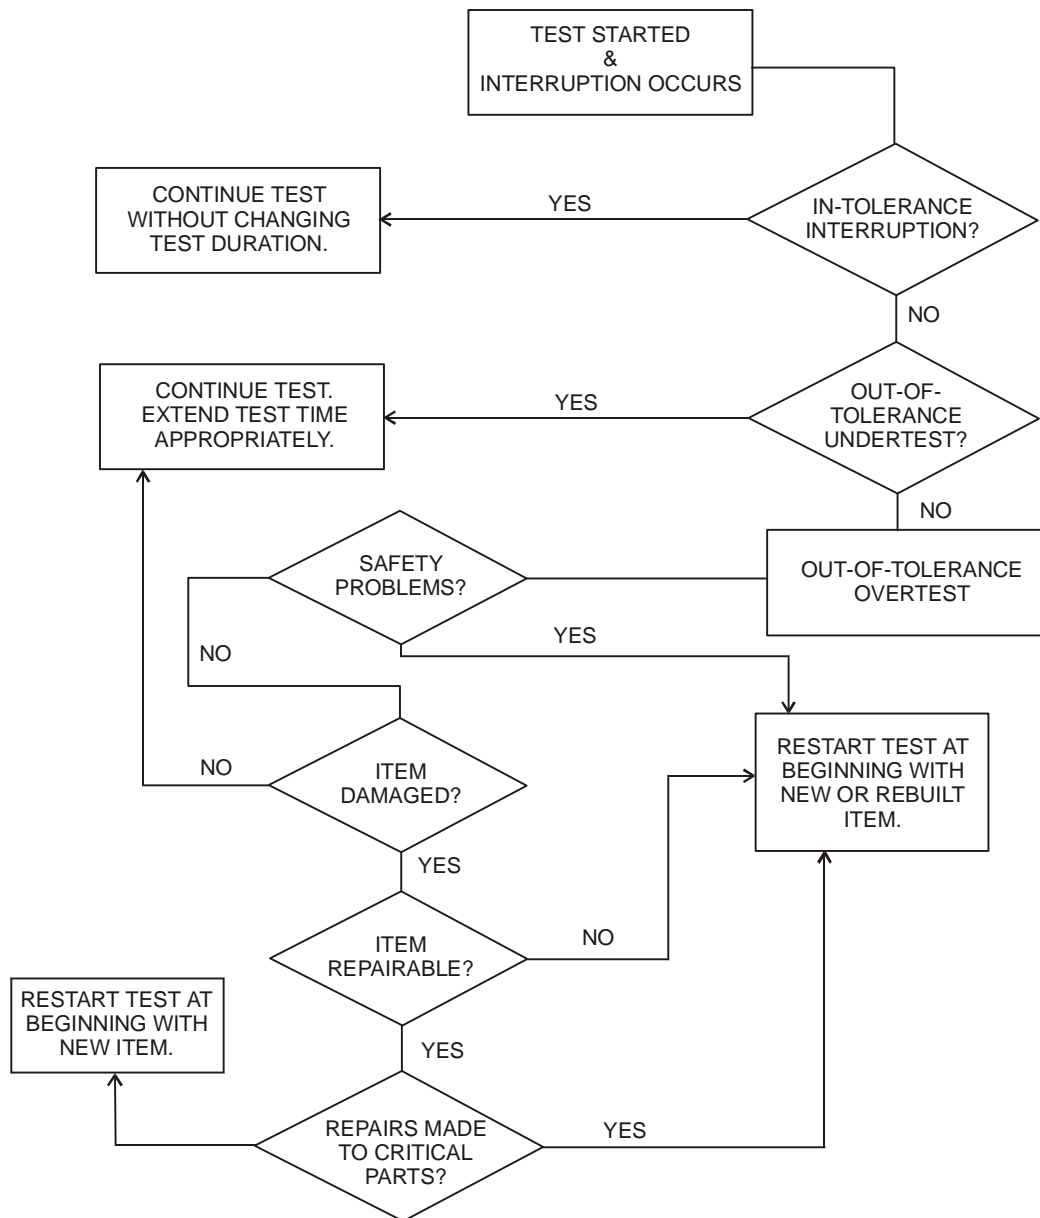 TEST STARTED
&
INTERRUPTION OCCURS
CONTINUE TEST
WITHOUT CHANGING
TEST DURATION.
YES
IN-TOLERANCE
INTERRUPTION?
NO
CONTINUE TEST.
EXTEND TEST TIME
APPROPRIATELY.
YES
OUT-OF-
TOLERANCE
UNDERTEST?
NO
SAFETY
PROBLEMS?
OUT-OF-TOLERANCE
OVERTEST
YES
NO
NO
ITEM
DAMAGED?
RESTART TEST AT
BEGINNING WITH
NEW OR REBUILT
ITEM.
YES
ITEM
REPAIRABLE?
NO
RESTART TEST AT
BEGINNING WITH
NEW ITEM.
YES
REPAIRS MADE
TO CRITICAL
PARTS?
YES